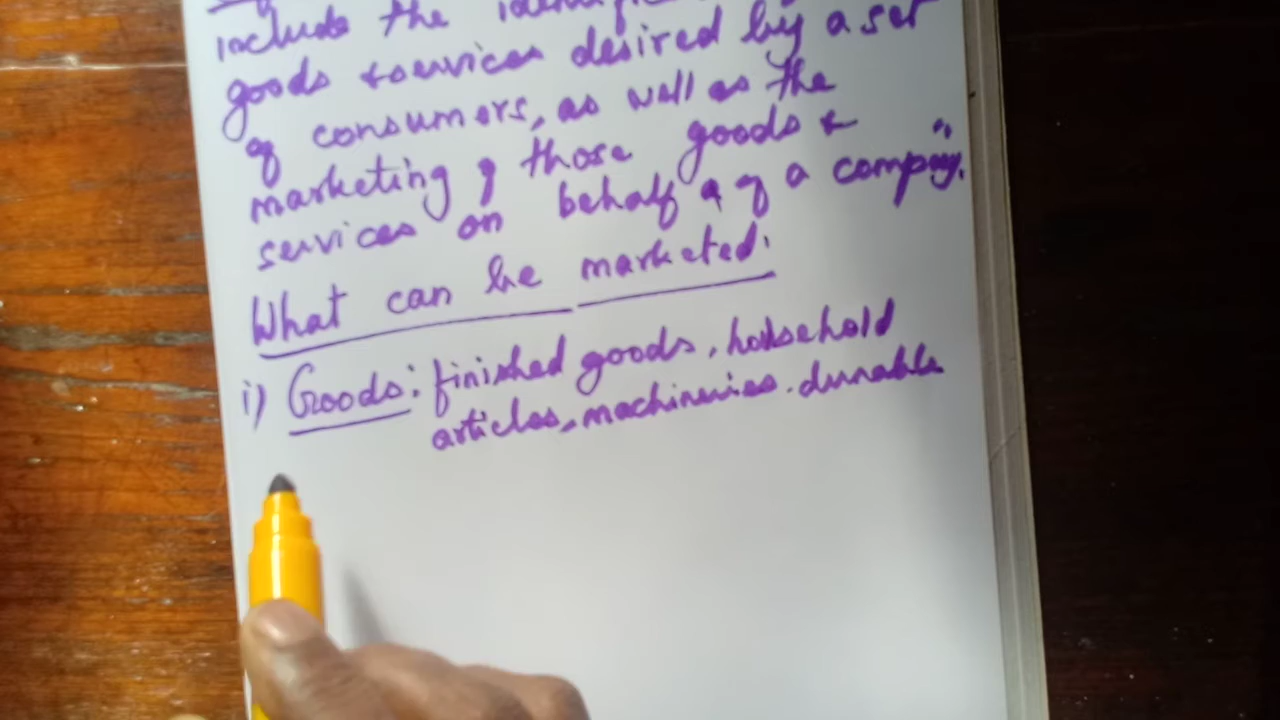 include the
goods & services desired by a set
of consumers, as well as the
marketing of those goods &
services on behalf of a company."
What can be marketed:
i) Goods: finished goods, household
articles, machineries. durable